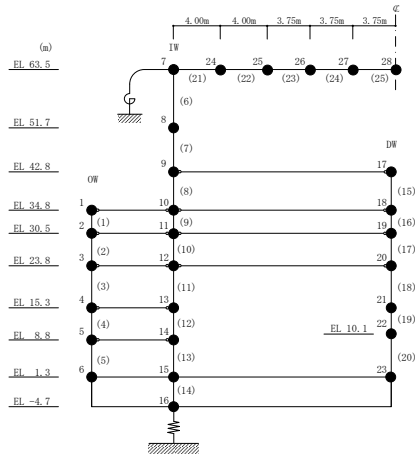 ℄
4.00m 4.00m 3.75m 3.75m 3.75m
(m) IW
7 24 25 26 27 28
EL 63.5
(21) (22) (23) (24) (25)
(6)
EL 51.7 8
(7)
EL 42.8 9 DW 17
OW (8) (15)
EL 34.8 1 10 18
(1) (9) (16)
EL 30.5 2 11 19
(2) (10) (17)
EL 23.8 3 12 20
(3) (11) (18)
EL 15.3 4 13 21
(4) (12) EL 10.1 22 (19)
EL 8.8 5 14
(5) (13) (20)
EL 1.3 6 15 23
(14)
EL -4.7 16